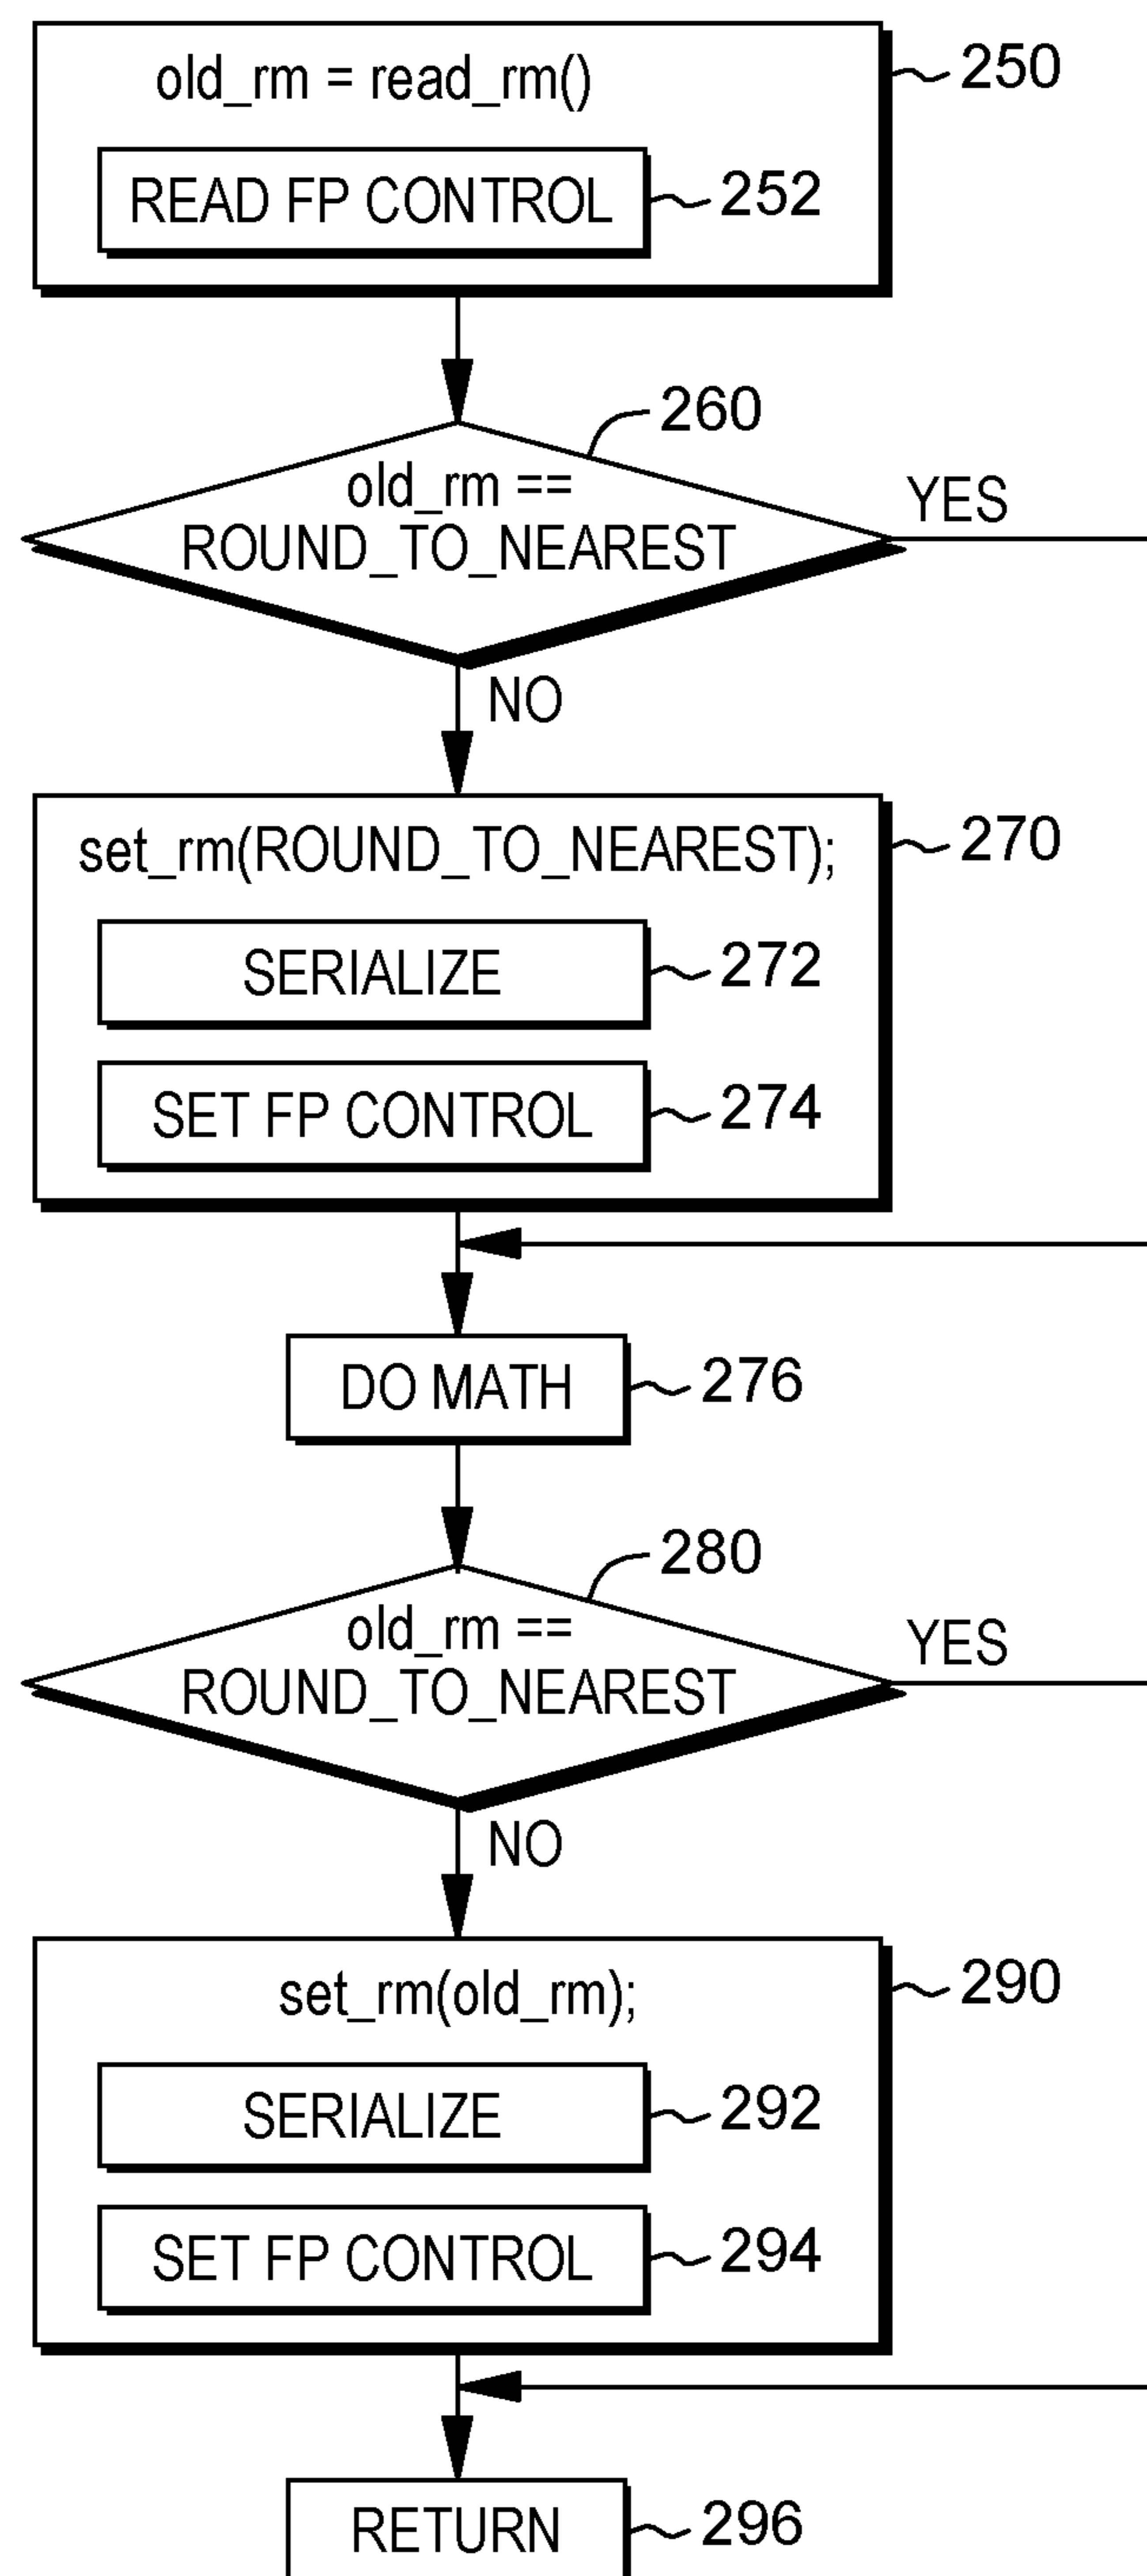 old_rm = read_rm()
250
READ FP CONTROL
252
260
old_rm ==
ROUND_TO_NEAREST
YES
NO
set_rm(ROUND_TO_NEAREST);
270
SERIALIZE
272
SET FP CONTROL
274
DO MATH
276
280
old_rm ==
ROUND_TO_NEAREST
YES
NO
set_rm(old_rm);
290
SERIALIZE
292
SET FP CONTROL
294
RETURN
296